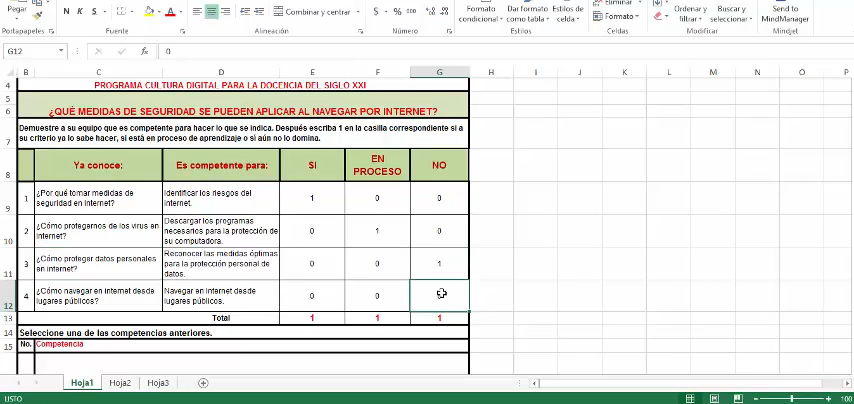 Pegar
N K S
Combinar y centrar
$ % 000
Formato
condicional
Dar formato
como tabla
Estilos de
celda
Eliminar
Formato
Ordenar y
filtrar
Buscar y
seleccionar
Send to
MindManager
Portapapeles
Fuente
Alineación
Número
Estilos
Celdas
Modificar
Mindjet
G12
fx
0
B C D E F G H I J K L M N O P
4 PROGRAMA CULTURA DIGITAL PARA LA DOCENCIA DEL SIGLO XXI
5
6 ¿QUÉ MEDIDAS DE SEGURIDAD SE PUEDEN APLICAR AL NAVEGAR POR INTERNET?
7 Demuestre a su equipo que es competente para hacer lo que se indica. Después escriba 1 en la casilla correspondiente si a
su criterio ya lo sabe hacer, si está en proceso de aprendizaje o si aún no lo domina.
8 Ya conoce: Es competente para: SI EN
PROCESO NO
9 1 ¿Por qué tomar medidas de
seguridad en internet? Identificar los riesgos del
internet. 1 0 0
10 2 ¿Cómo protegernos de los virus en
internet? Descargar los programas
necesarios para la protección de
su computadora. 0 1 0
11 3 ¿Cómo proteger datos personales
en internet? Reconocer las medidas óptimas
para la protección personal de
datos. 0 0 1
12 4 ¿Cómo navegar en internet desde
lugares públicos? Navegar en internet desde
lugares públicos. 0 0
13 Total 1 1 1
14 Seleccione una de las competencias anteriores.
15 No. Competencia
Hoja1 Hoja2 Hoja3
LISTO
100